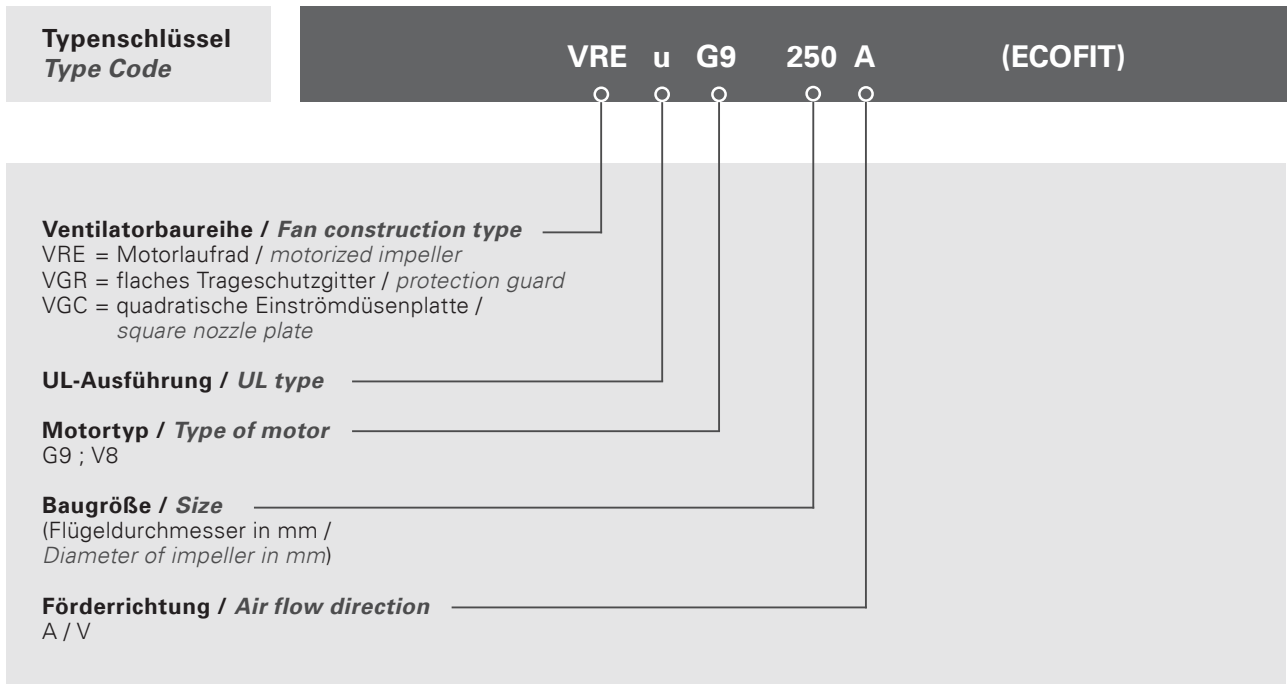 Typenschlüssel
Type Code
VRE u G9 250 A (ECOFIT)
Ventilatorbaureihe / Fan construction type
VRE = Motorlaufrad / motorized impeller
VGR = flaches Trageschutzgitter / protection guard
VGC = quadratische Einströmdüsenplatte /
square nozzle plate
UL-Ausführung / UL type
Motortyp / Type of motor
G9 ; V8
Baugröße / Size
(Flügeldurchmesser in mm /
Diameter of impeller in mm)
Förderrichtung / Air flow direction
A / V